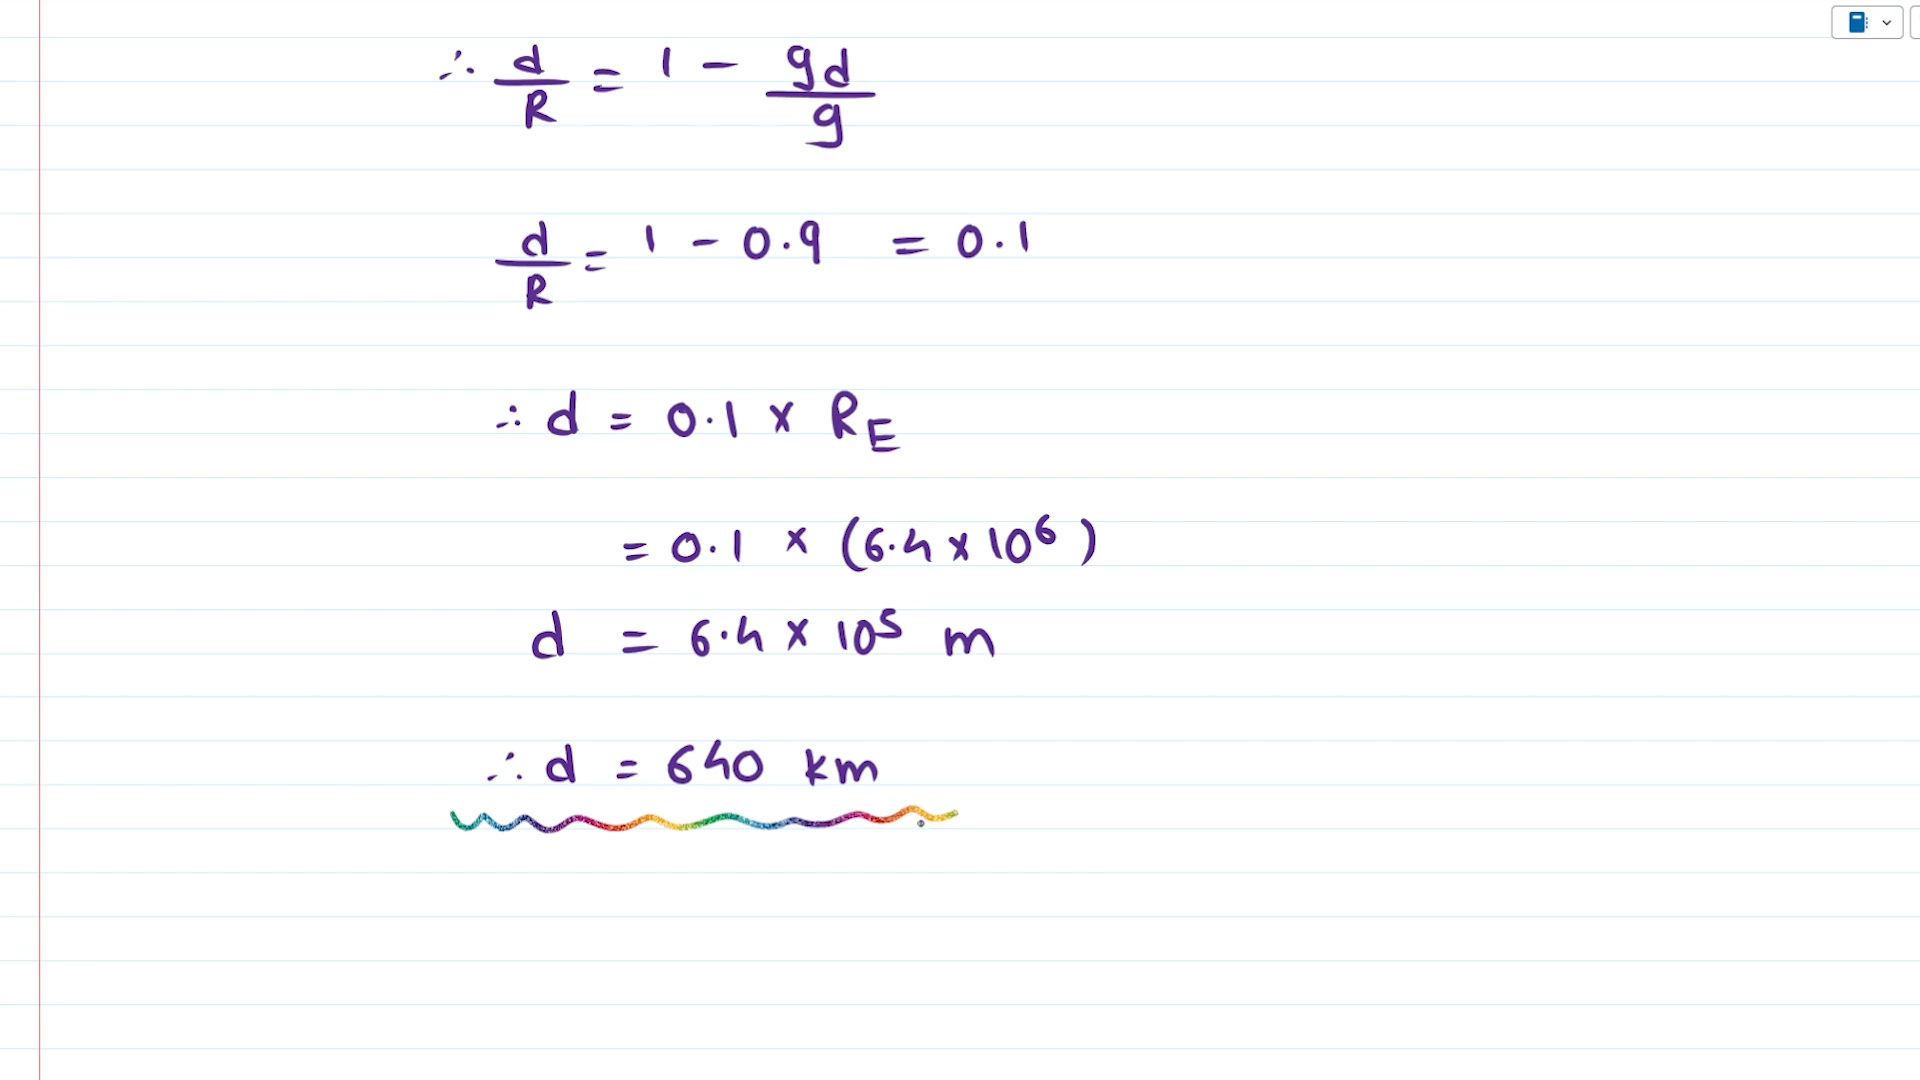 ∴ d/R = 1 - gd/g
d/R = 1 - 0.9 = 0.1
∴ d = 0.1 × R_E
= 0.1 × (6.4 × 10^6)
d = 6.4 × 10^5 m
∴ d = 640 km